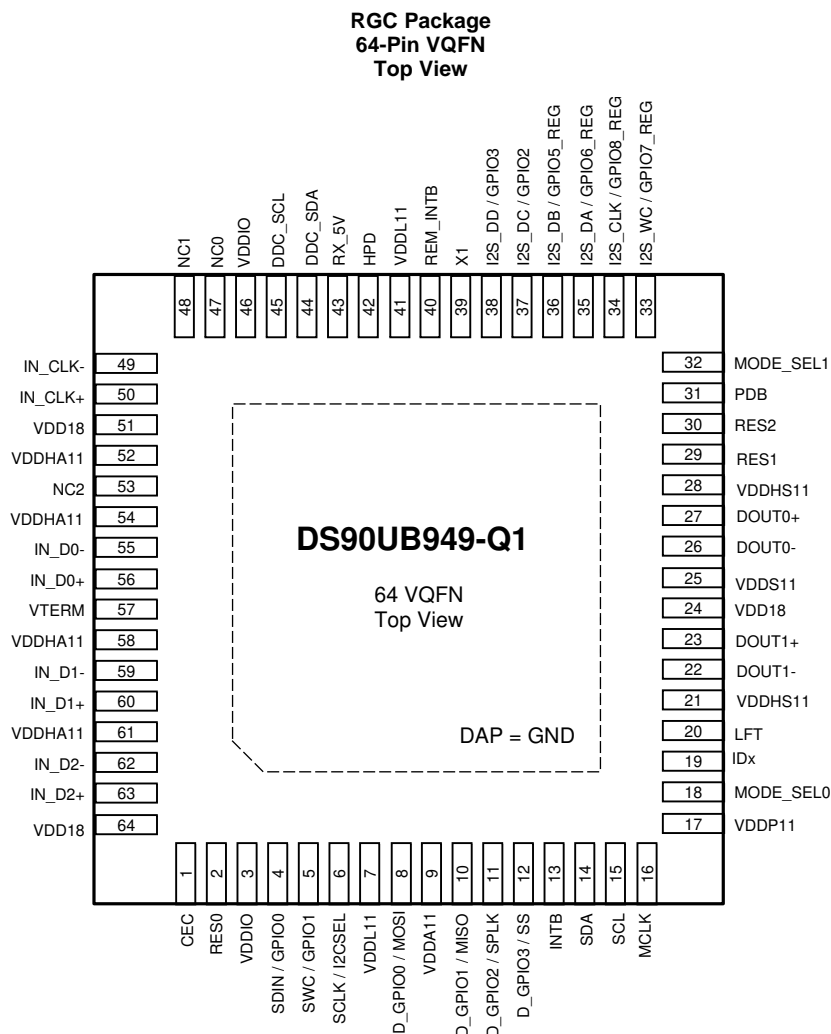 RGC Package
64-Pin VQFN
Top View
NC1
NC0
VDDIO
DDC_SCL
DDC_SDA
RX_5V
HPD
VDDL11
REM_INTB
X1
I2S_DD / GPIO3
I2S_DC / GPIO2
I2S_DB / GPIO5_REG
I2S_DA / GPIO6_REG
I2S_CLK / GPIO8_REG
I2S_WC / GPIO7_REG
48
47
46
45
44
43
42
41
40
39
38
37
36
35
34
33
IN_CLK- 49
IN_CLK+ 50
VDD18 51
VDDHA11 52
NC2 53
VDDHA11 54
IN_D0- 55
IN_D0+ 56
VTERM 57
VDDHA11 58
IN_D1- 59
IN_D1+ 60
VDDHA11 61
IN_D2- 62
IN_D2+ 63
VDD18 64
DS90UB949-Q1
64 VQFN
Top View
DAP = GND
32 MODE_SEL1
31 PDB
30 RES2
29 RES1
28 VDDHS11
27 DOUT0+
26 DOUT0-
25 VDDS11
24 VDD18
23 DOUT1+
22 DOUT1-
21 VDDHS11
20 LFT
19 IDx
18 MODE_SEL0
17 VDDP11
1
2
3
4
5
6
7
8
9
10
11
12
13
14
15
16
CEC
RES0
VDDIO
SDIN / GPIO0
SWC / GPIO1
SCLK / I2CSEL
VDDL11
D_GPIO0 / MOSI
VDDA11
D_GPIO1 / MISO
D_GPIO2 / SPLK
D_GPIO3 / SS
INTB
SDA
SCL
MCLK